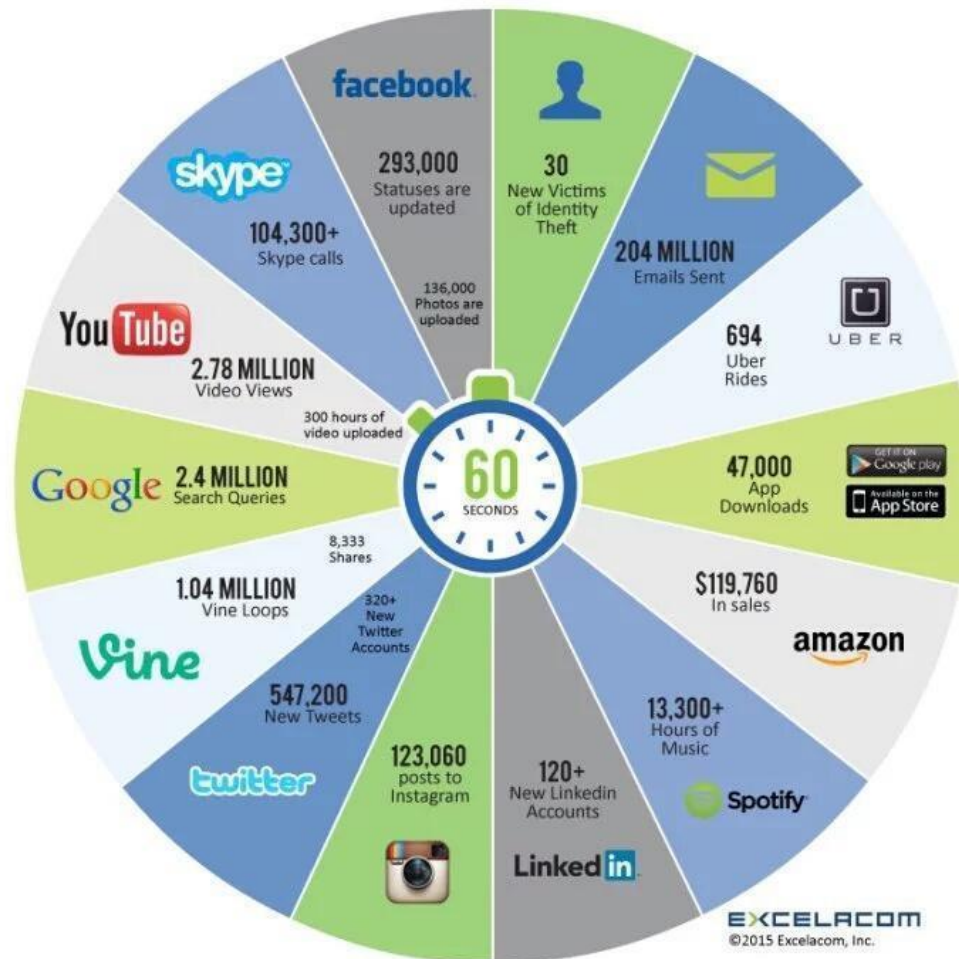 facebook
293,000
Statuses are
updated
136,000
Photos are
uploaded
30
New Victims
of Identity
Theft
204 MILLION
Emails Sent
UBER
694
Uber
Rides
47,000
App
Downloads
GET IT ON
Google play
Available on the
App Store
$119,760
In sales
amazon
13,300+
Hours of
Music
Spotify
120+
New Linkedin
Accounts
Linked in
123,060
posts to
Instagram
320+
New
Twitter
Accounts
547,200
New Tweets
twitter
8,333
Shares
1.04 MILLION
Vine Loops
Vine
Google
2.4 MILLION
Search Queries
YouTube
2.78 MILLION
Video Views
300 hours of
video uploaded
skype
104,300+
Skype calls
60
SECONDS
EXCELACOM
©2015 Excelacom, Inc.